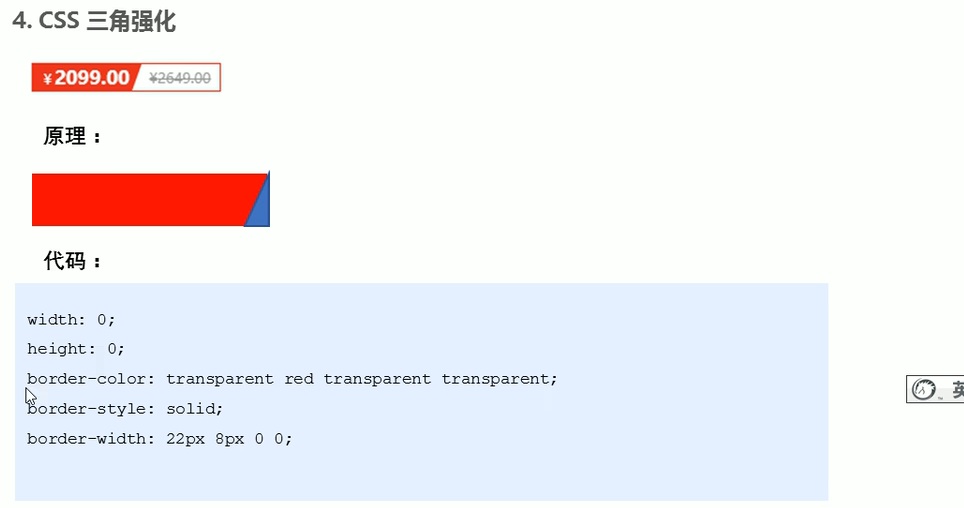 4. CSS 三角强化
¥2099.00 ¥2649.00
原理：
代码：
width: 0;
height: 0;
border-color: transparent red transparent transparent;
border-style: solid;
border-width: 22px 8px 0 0;
英